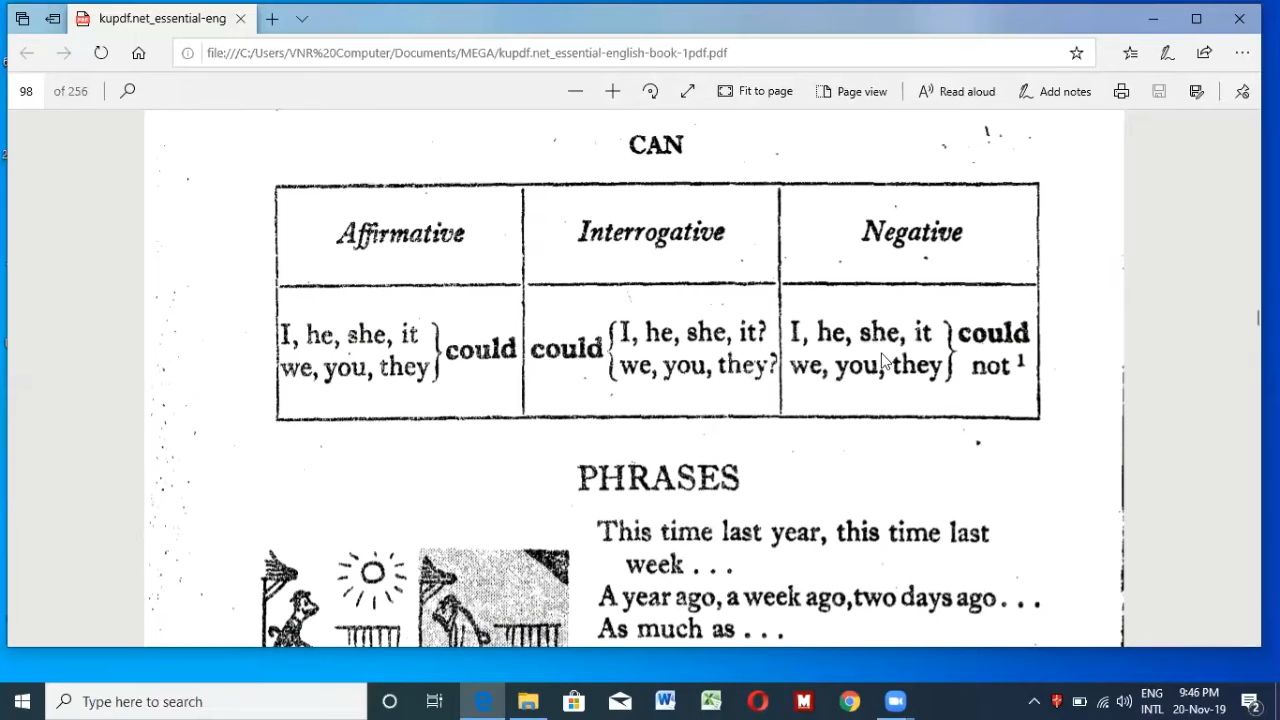 kupdf.net_essential-eng
file:///C:/Users/VNR%20Computer/Documents/MEGA/kupdf.net_essential-english-book-1pdf.pdf
98 of 256
Fit to page
Page view
Read aloud
Add notes
CAN
Affirmative Interrogative Negative
I, he, she, it
we, you, they
could
could
I, he, she, it?
we, you, they?
I, he, she, it
we, you, they
could
not 1
PHRASES
This time last year, this time last
week . . .
A year ago, a week ago, two days ago . . .
As much as . . .
Type here to search
ENG
INTL
9:46 PM
20-Nov-19
2